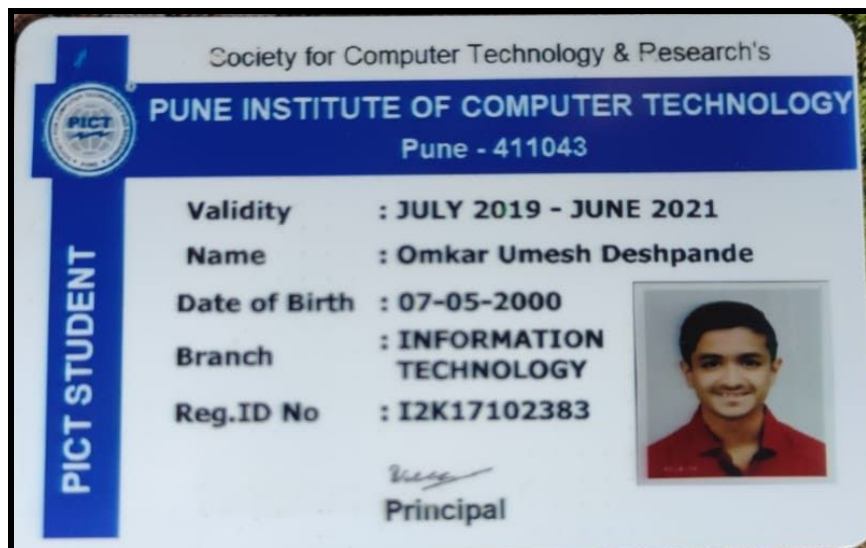 Society for Computer Technology & Research's
PUNE INSTITUTE OF COMPUTER TECHNOLOGY
Pune - 411043
PICT
PICT STUDENT
Validity : JULY 2019 - JUNE 2021
Name : Omkar Umesh Deshpande
Date of Birth : 07-05-2000
Branch : INFORMATION
TECHNOLOGY
Reg.ID No : I2K17102383
Principal